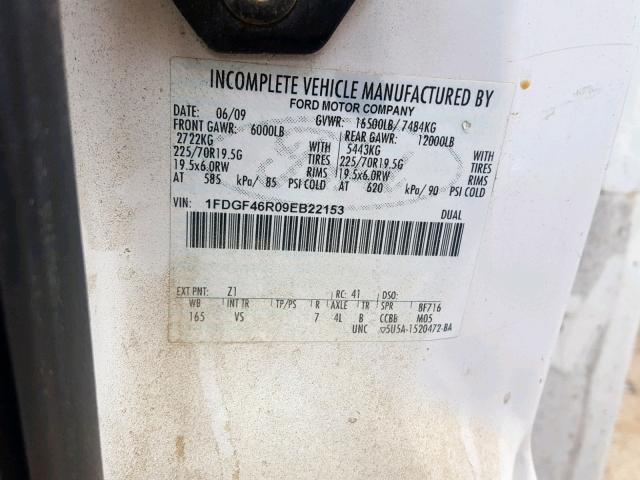 INCOMPLETE VEHICLE MANUFACTURED BY
FORD MOTOR COMPANY
DATE: 06/09 GVWR: 16500LB/ 7484KG
FRONT GAWR: 6000LB REAR GAWR: 12000LB
2722KG WITH 5443KG WITH
225/70R19.5G TIRES 225/70R19.5G TIRES
19.5x6.0RW RIMS 19.5x6.0RW RIMS
AT 585 kPa/ 85 PSI COLD AT 620 kPa/ 90 PSI COLD
VIN: 1FDGF46R09EB22153 DUAL
EXT PNT: Z1 RC: 41 DSO:
WB INT TR TP/PS R AXLE TR SPR 8F716
165 VS 7 4L B CCBB M05
UNC 5U5A-1520472-BA